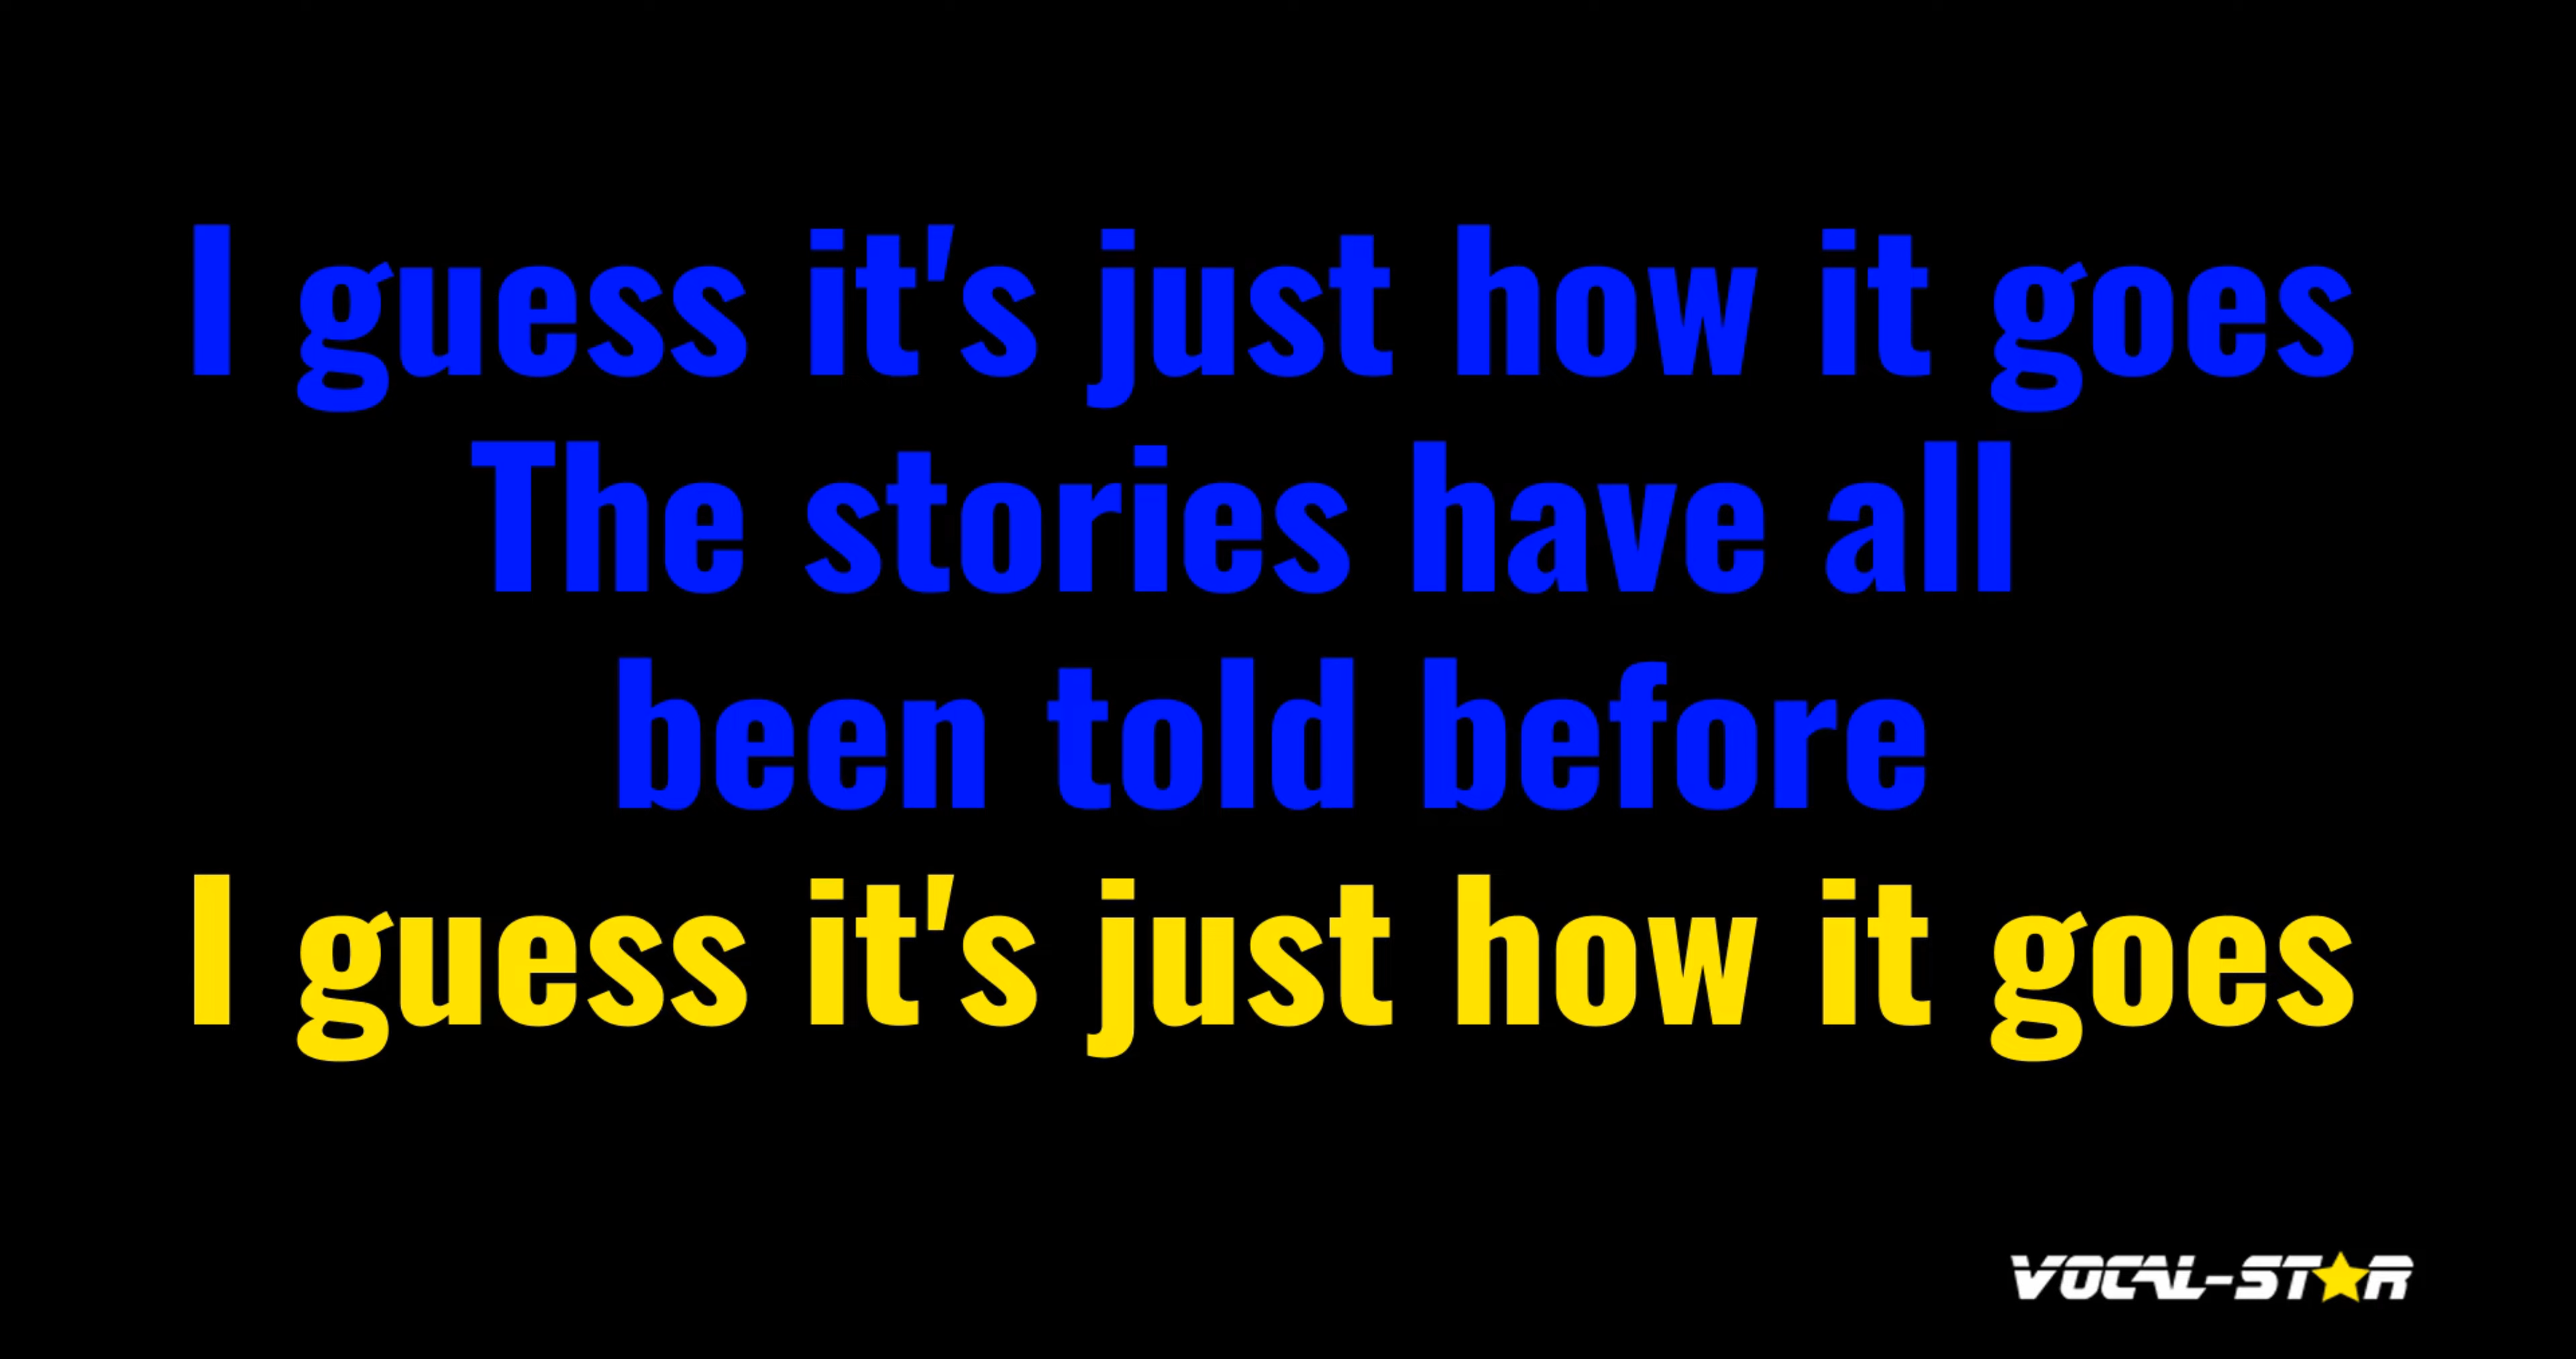 I guess it's just how it goes
The stories have all
been told before
I guess it's just how it goes
VOCAL-STAR